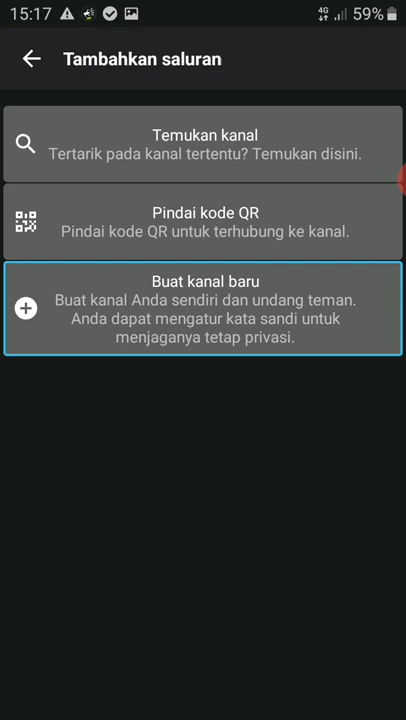 15:17
4G
59%
Tambahkan saluran
Temukan kanal
Tertarik pada kanal tertentu? Temukan disini.
Pindai kode QR
Pindai kode QR untuk terhubung ke kanal.
Buat kanal baru
Buat kanal Anda sendiri dan undang teman.
Anda dapat mengatur kata sandi untuk
menjaganya tetap privasi.